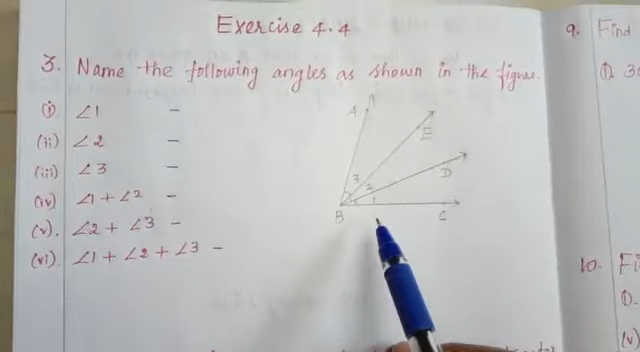 Exercise 4.4
3. Name the following angles as shown in the figure.
(i) ∠1 -
(ii) ∠2 -
(iii) ∠3 -
(iv) ∠1 + ∠2 -
(v). ∠2 + ∠3 -
(vi). ∠1 + ∠2 + ∠3 -
A
E
D
3
2
1
B
C
9. Find
(i).
10.
(i).
(v)